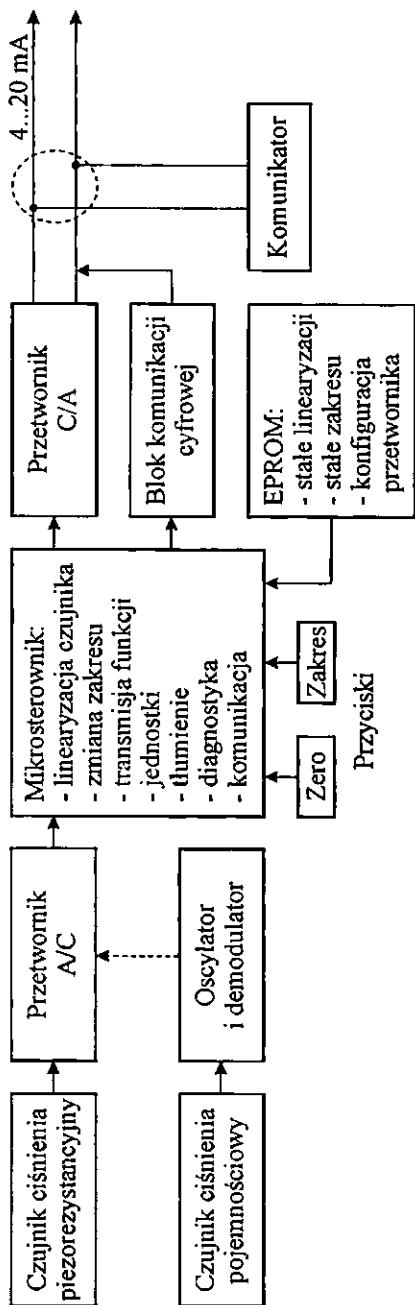 Czujnik ciśnienia
piezorezystancyjny
Czujnik ciśnienia
pojemnościowy
Przetwornik
A/C
Oscylator
i demodulator
Mikrosterownik:
- linearyzacja czujnika
- zmiana zakresu
- transmisja funkcji
- jednostki
- tłumienie
- diagnostyka
- komunikacja
Zero
Zakres
Przyciski
Przetwornik
C/A
Blok komunikacji
cyfrowej
EPROM:
- stałe linearyzacji
- stałe zakresu
- konfiguracja
przetwornika
4...20 mA
Komunikator